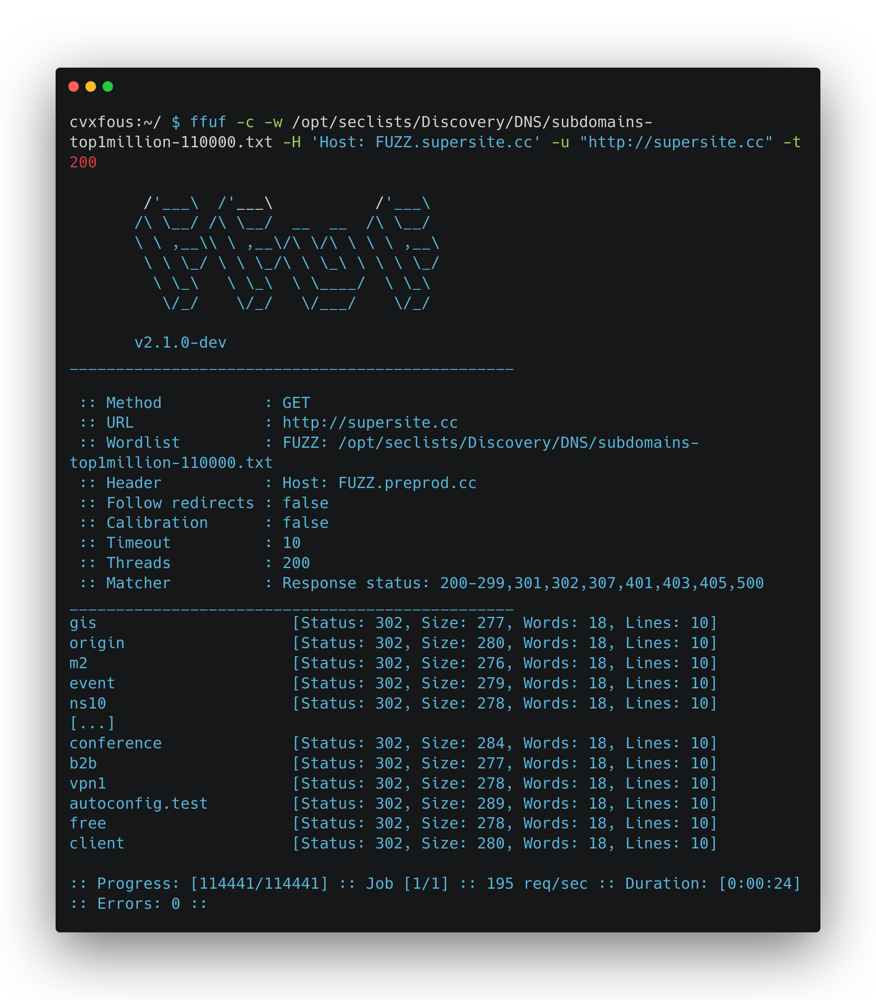 cvxfous:~/ $ ffuf -c -w /opt/seclists/Discovery/DNS/subdomains-
top1million-110000.txt -H 'Host: FUZZ.supersite.cc' -u "http://supersite.cc" -t
200
        /'___\  /'___\           /'___\
       /\ \__/ /\ \__/  __  __  /\ \__/
       \ \ ,__\\ \ ,__\/\ \/\ \ \ \ ,__\
        \ \ \_/ \ \ \_/\ \ \_\ \ \ \ \_/
         \ \_\   \ \_\  \ \____/  \ \_\
          \/_/    \/_/   \/___/    \/_/
       v2.1.0-dev
________________________________________________
 :: Method           : GET
 :: URL              : http://supersite.cc
 :: Wordlist         : FUZZ: /opt/seclists/Discovery/DNS/subdomains-
top1million-110000.txt
 :: Header           : Host: FUZZ.preprod.cc
 :: Follow redirects : false
 :: Calibration      : false
 :: Timeout          : 10
 :: Threads          : 200
 :: Matcher          : Response status: 200-299,301,302,307,401,403,405,500
________________________________________________
gis                     [Status: 302, Size: 277, Words: 18, Lines: 10]
origin                  [Status: 302, Size: 280, Words: 18, Lines: 10]
m2                      [Status: 302, Size: 276, Words: 18, Lines: 10]
event                   [Status: 302, Size: 279, Words: 18, Lines: 10]
ns10                    [Status: 302, Size: 278, Words: 18, Lines: 10]
[...]
conference              [Status: 302, Size: 284, Words: 18, Lines: 10]
b2b                     [Status: 302, Size: 277, Words: 18, Lines: 10]
vpn1                    [Status: 302, Size: 278, Words: 18, Lines: 10]
autoconfig.test         [Status: 302, Size: 289, Words: 18, Lines: 10]
free                    [Status: 302, Size: 278, Words: 18, Lines: 10]
client                  [Status: 302, Size: 280, Words: 18, Lines: 10]
:: Progress: [114441/114441] :: Job [1/1] :: 195 req/sec :: Duration: [0:00:24]
:: Errors: 0 ::